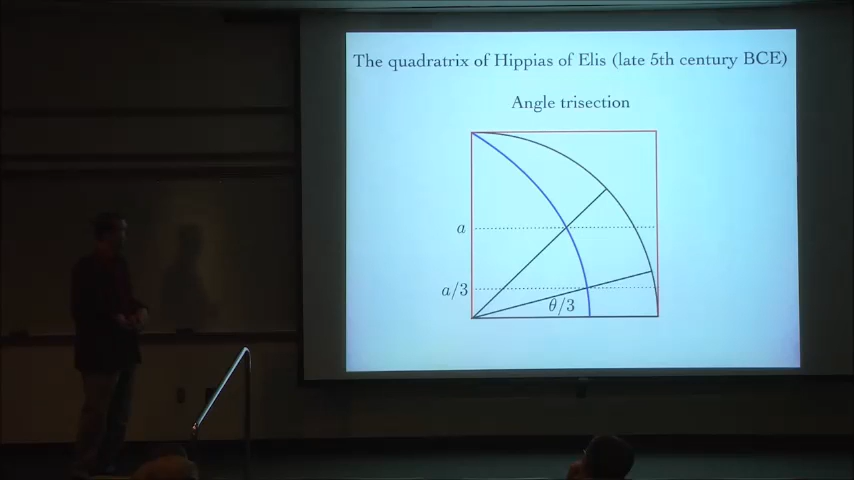 The quadratrix of Hippias of Elis (late 5th century BCE)
Angle trisection
a
a/3
θ/3